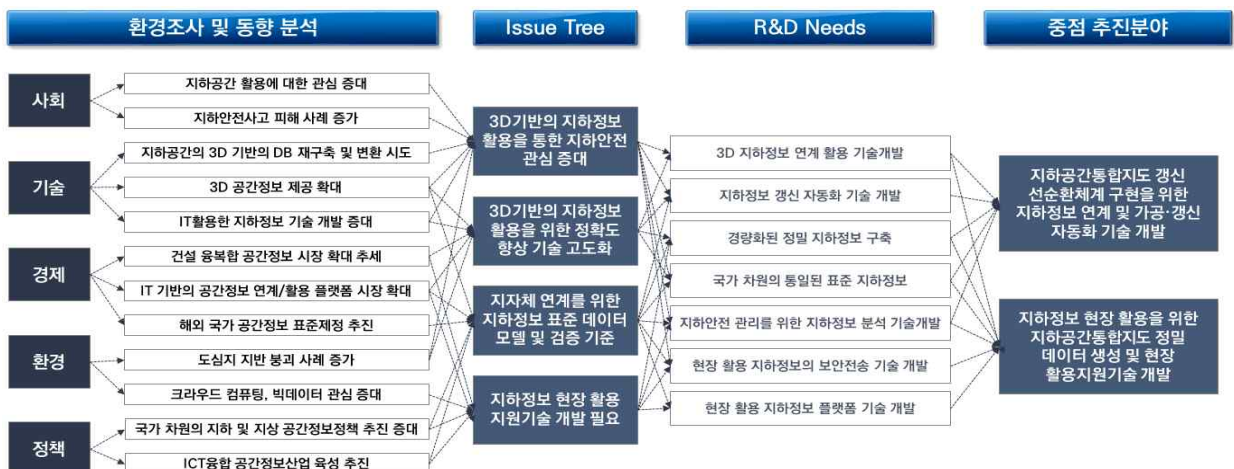 환경조사 및 동향 분석
Issue Tree
R&D Needs
중점 추진분야
사회
지하공간 활용에 대한 관심 증대
지하안전사고 피해 사례 증가
기술
지하공간의 3D 기반의 DB 재구축 및 변환 시도
3D 공간정보 제공 확대
IT활용한 지하정보 기술 개발 증대
경제
건설 융복합 공간정보 시장 확대 추세
IT 기반의 공간정보 연계/활용 플랫폼 시장 확대
해외 국가 공간정보 표준제정 추진
환경
도심지 지반 붕괴 사례 증가
크라우드 컴퓨팅, 빅데이터 관심 증대
정책
국가 차원의 지하 및 지상 공간정보정책 추진 증대
ICT융합 공간정보산업 육성 추진
3D기반의 지하정보
활용을 통한 지하안전
관심 증대
3D기반의 지하정보
활용을 위한 정확도
향상 기술 고도화
지자체 연계를 위한
지하정보 표준 데이터
모델 및 검증 기준
지하정보 현장 활용
지원기술 개발 필요
3D 지하정보 연계 활용 기술개발
지하정보 갱신 자동화 기술 개발
경량화된 정밀 지하정보 구축
국가 차원의 통일된 표준 지하정보
지하안전 관리를 위한 지하정보 분석 기술개발
현장 활용 지하정보의 보안전송 기술 개발
현장 활용 지하정보 플랫폼 기술 개발
지하공간통합지도 갱신
선순환체계 구현을 위한
지하정보 연계 및 가공·갱신
자동화 기술 개발
지하정보 현장 활용을 위한
지하공간통합지도 정밀
데이터 생성 및 현장
활용지원기술 개발